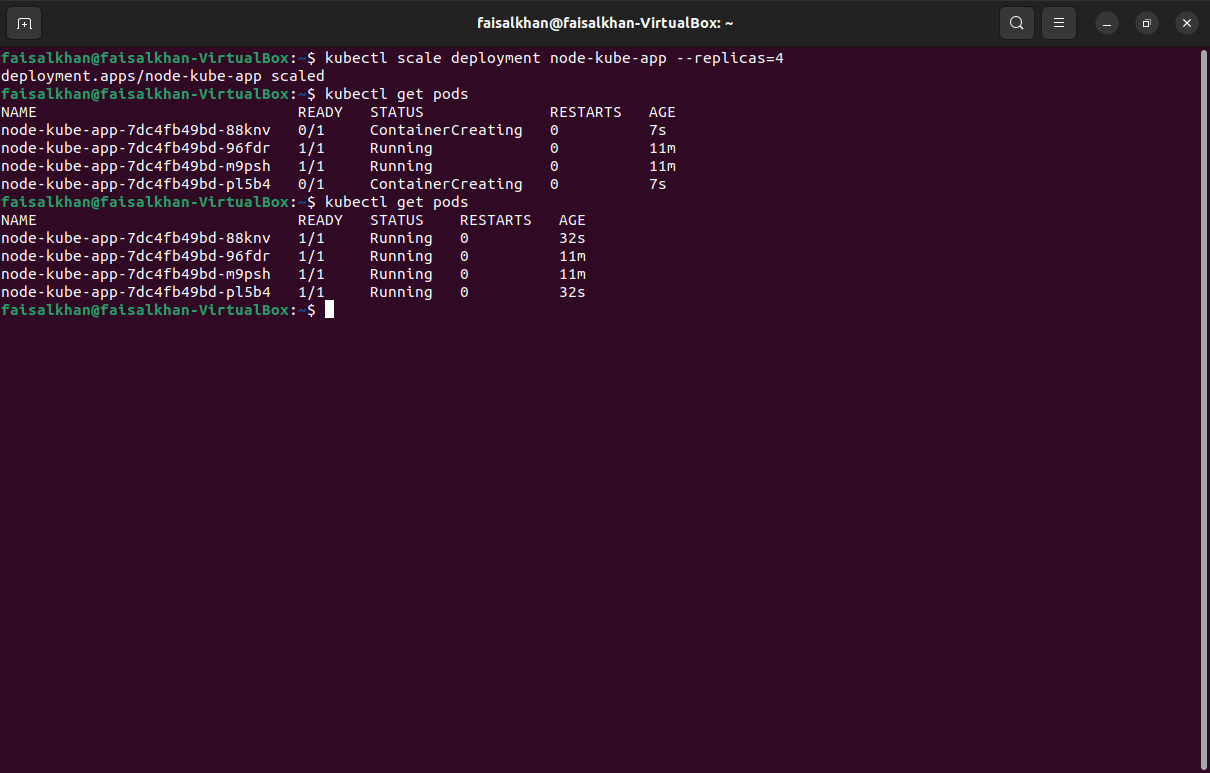 faisalkhan@faisalkhan-VirtualBox: ~
faisalkhan@faisalkhan-VirtualBox:~$ kubectl scale deployment node-kube-app --replicas=4
deployment.apps/node-kube-app scaled
faisalkhan@faisalkhan-VirtualBox:~$ kubectl get pods
NAME                             READY   STATUS              RESTARTS   AGE
node-kube-app-7dc4fb49bd-88knv   0/1     ContainerCreating   0          7s
node-kube-app-7dc4fb49bd-96fdr   1/1     Running             0          11m
node-kube-app-7dc4fb49bd-m9psh   1/1     Running             0          11m
node-kube-app-7dc4fb49bd-pl5b4   0/1     ContainerCreating   0          7s
faisalkhan@faisalkhan-VirtualBox:~$ kubectl get pods
NAME                             READY   STATUS    RESTARTS   AGE
node-kube-app-7dc4fb49bd-88knv   1/1     Running   0          32s
node-kube-app-7dc4fb49bd-96fdr   1/1     Running   0          11m
node-kube-app-7dc4fb49bd-m9psh   1/1     Running   0          11m
node-kube-app-7dc4fb49bd-pl5b4   1/1     Running   0          32s
faisalkhan@faisalkhan-VirtualBox:~$